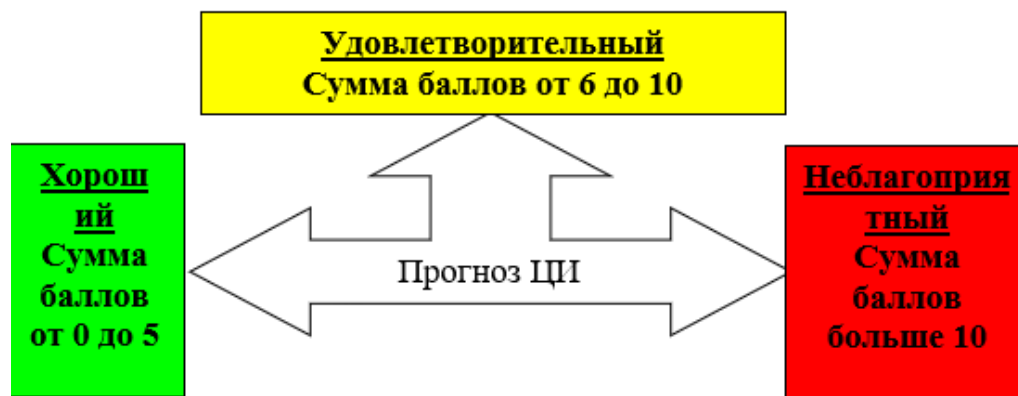 Удовлетворительный
Сумма баллов от 6 до 10
Хорош
ий
Сумма
баллов
от 0 до 5
Прогноз ЦИ
Неблагоприя
тный
Сумма
баллов
больше 10